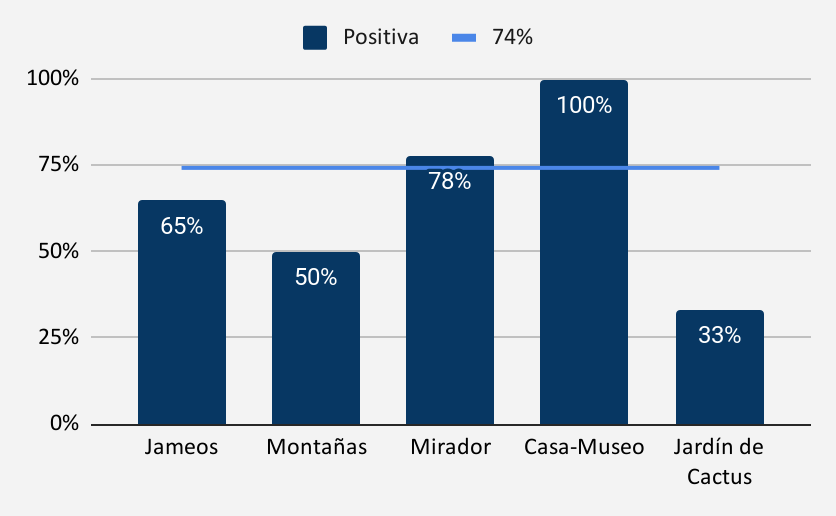 Positiva 74%
100%
75%
50%
25%
0%
65%
50%
78%
100%
33%
Jameos
Montañas
Mirador
Casa-Museo
Jardín de
Cactus